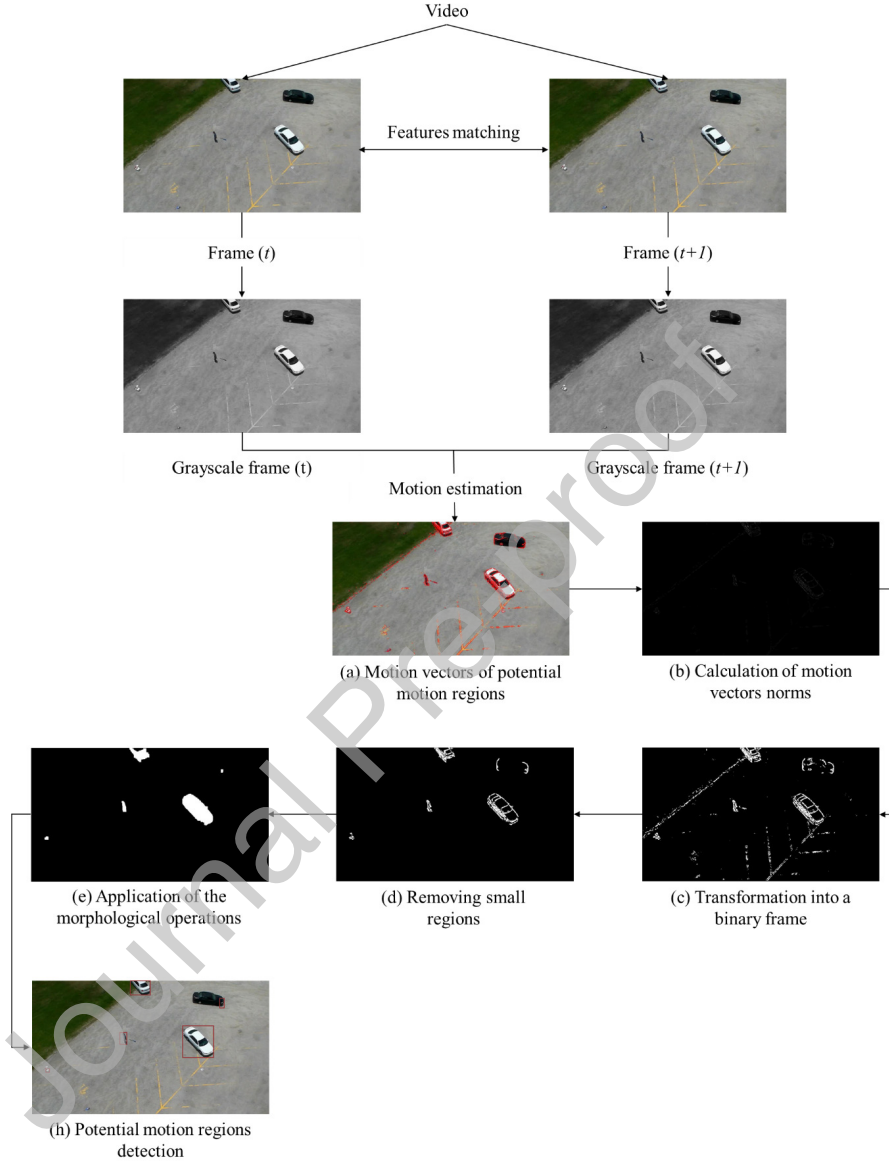 Video
Features matching
Frame (t)
Frame (t+1)
Grayscale frame (t)
Grayscale frame (t+1)
Motion estimation
(a) Motion vectors of potential
motion regions
(b) Calculation of motion
vectors norms
(e) Application of the
morphological operations
(d) Removing small
regions
(c) Transformation into a
binary frame
(h) Potential motion regions
detection
Journal Pre-proof